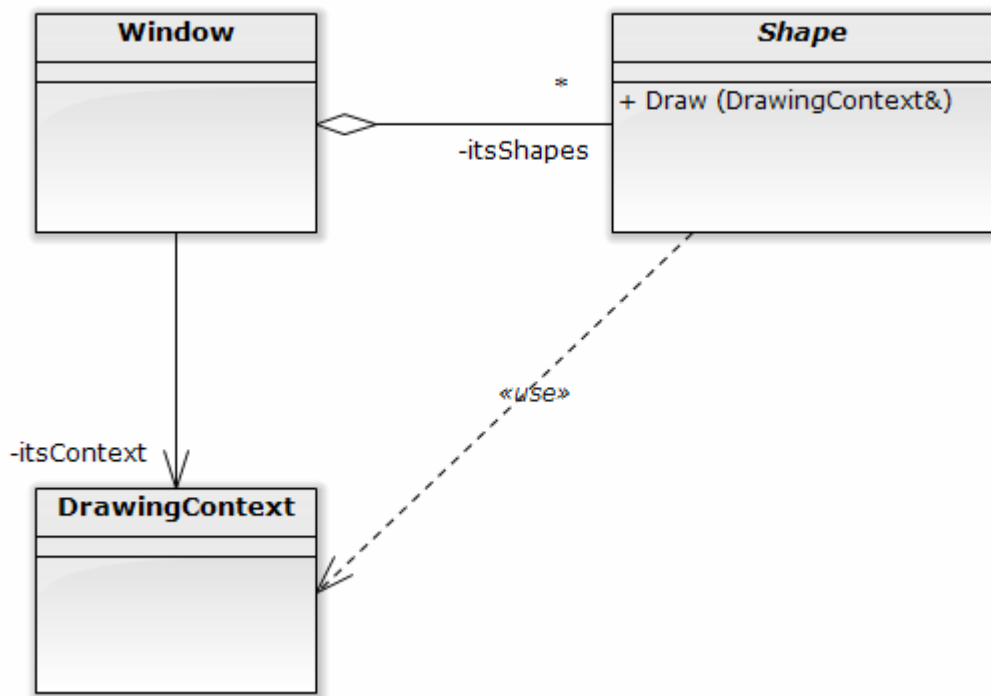 Window
Shape
*
+ Draw (DrawingContext&)
-itsShapes
«use»
-itsContext
DrawingContext